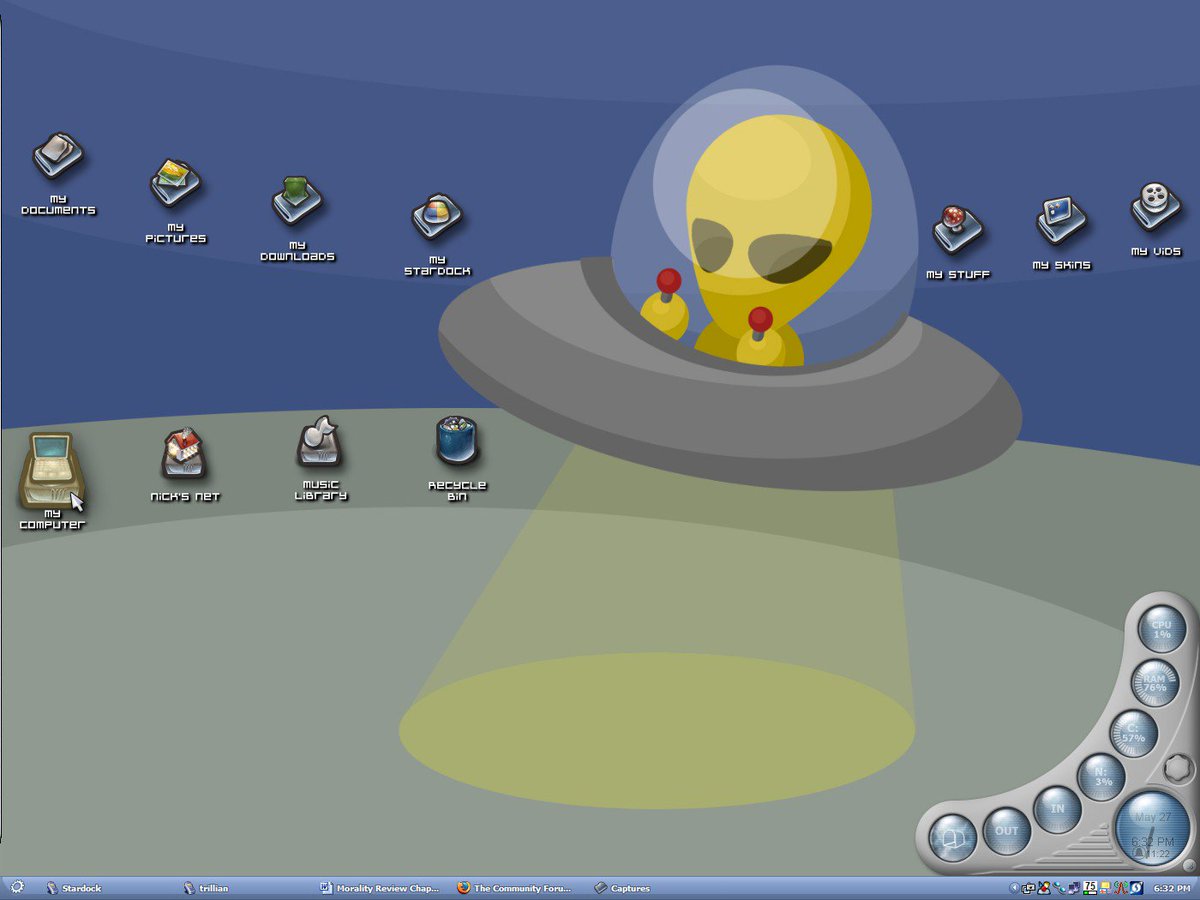 MY
DOCUMENTS
MY
PICTURES
MY
DOWNLOADS
MY
STARDOCK
MY STUFF
MY SKINS
MY VIDS
MY
COMPUTER
NICK'S NET
MUSIC
LIBRARY
RECYCLE
BIN
CPU
1%
RAM
76%
C:
57%
N:
3%
IN
OUT
May 27
6:32 PM
11:22
Stardock
trillian
Morality Review Chap...
The Community Foru...
Captures
75
6:32 PM